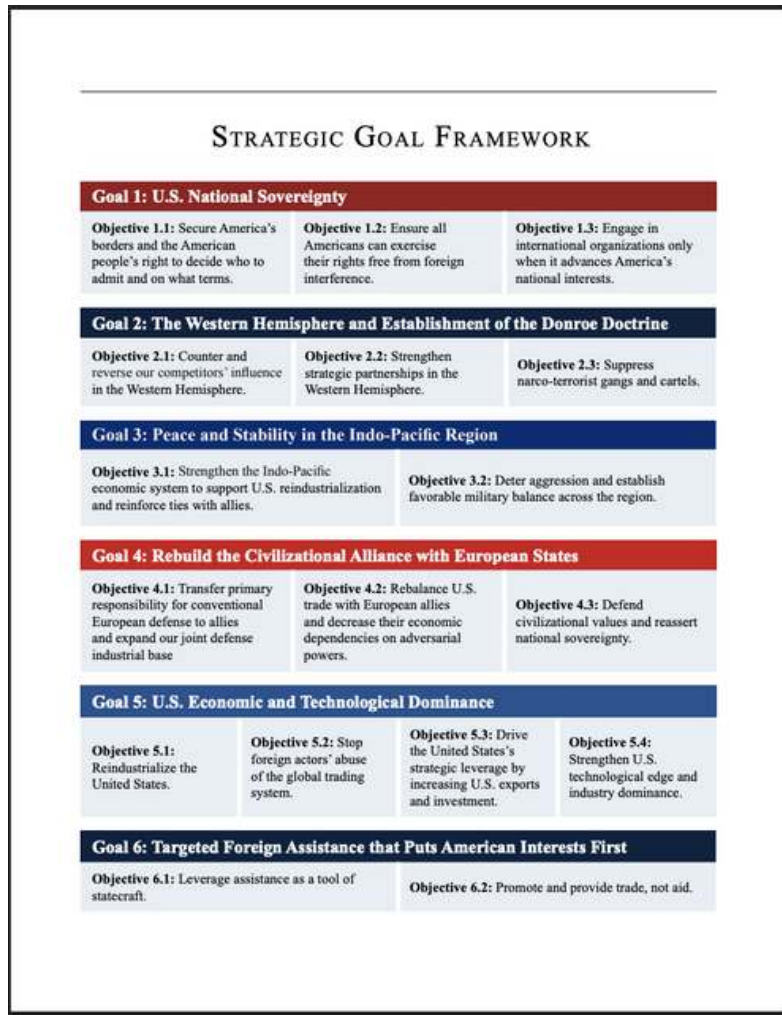 STRATEGIC GOAL FRAMEWORK
Goal 1: U.S. National Sovereignty
Objective 1.1: Secure America's
borders and the American
people's right to decide who to
admit and on what terms.
Objective 1.2: Ensure all
Americans can exercise
their rights free from foreign
interference.
Objective 1.3: Engage in
international organizations only
when it advances America's
national interests.
Goal 2: The Western Hemisphere and Establishment of the Donroe Doctrine
Objective 2.1: Counter and
reverse our competitors' influence
in the Western Hemisphere.
Objective 2.2: Strengthen
strategic partnerships in the
Western Hemisphere.
Objective 2.3: Suppress
narco-terrorist gangs and cartels.
Goal 3: Peace and Stability in the Indo-Pacific Region
Objective 3.1: Strengthen the Indo-Pacific
economic system to support U.S. reindustrialization
and reinforce ties with allies.
Objective 3.2: Deter aggression and establish
favorable military balance across the region.
Goal 4: Rebuild the Civilizational Alliance with European States
Objective 4.1: Transfer primary
responsibility for conventional
European defense to allies
and expand our joint defense
industrial base
Objective 4.2: Rebalance U.S.
trade with European allies
and decrease their economic
dependencies on adversarial
powers.
Objective 4.3: Defend
civilizational values and reassert
national sovereignty.
Goal 5: U.S. Economic and Technological Dominance
Objective 5.1:
Reindustrialize the
United States.
Objective 5.2: Stop
foreign actors' abuse
of the global trading
system.
Objective 5.3: Drive
the United States's
strategic leverage by
increasing U.S. exports
and investment.
Objective 5.4:
Strengthen U.S.
technological edge and
industry dominance.
Goal 6: Targeted Foreign Assistance that Puts American Interests First
Objective 6.1: Leverage assistance as a tool of
statecraft.
Objective 6.2: Promote and provide trade, not aid.